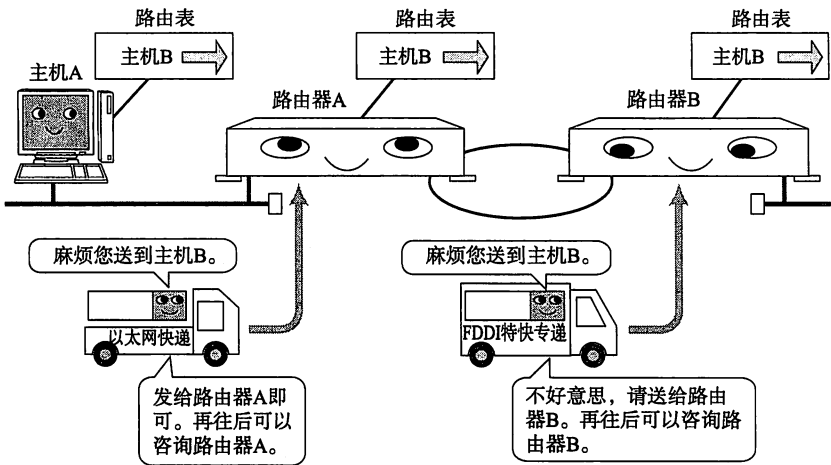 路由表
主机B
路由表
主机B
路由表
主机B
主机A
路由器A
路由器B
麻烦您送到主机B。
以太网快递
发给路由器A即
可。再往后可以
咨询路由器A。
麻烦您送到主机B。
FDDI特快专递
不好意思，请送给路由
器B。再往后可以咨询路
由器B。